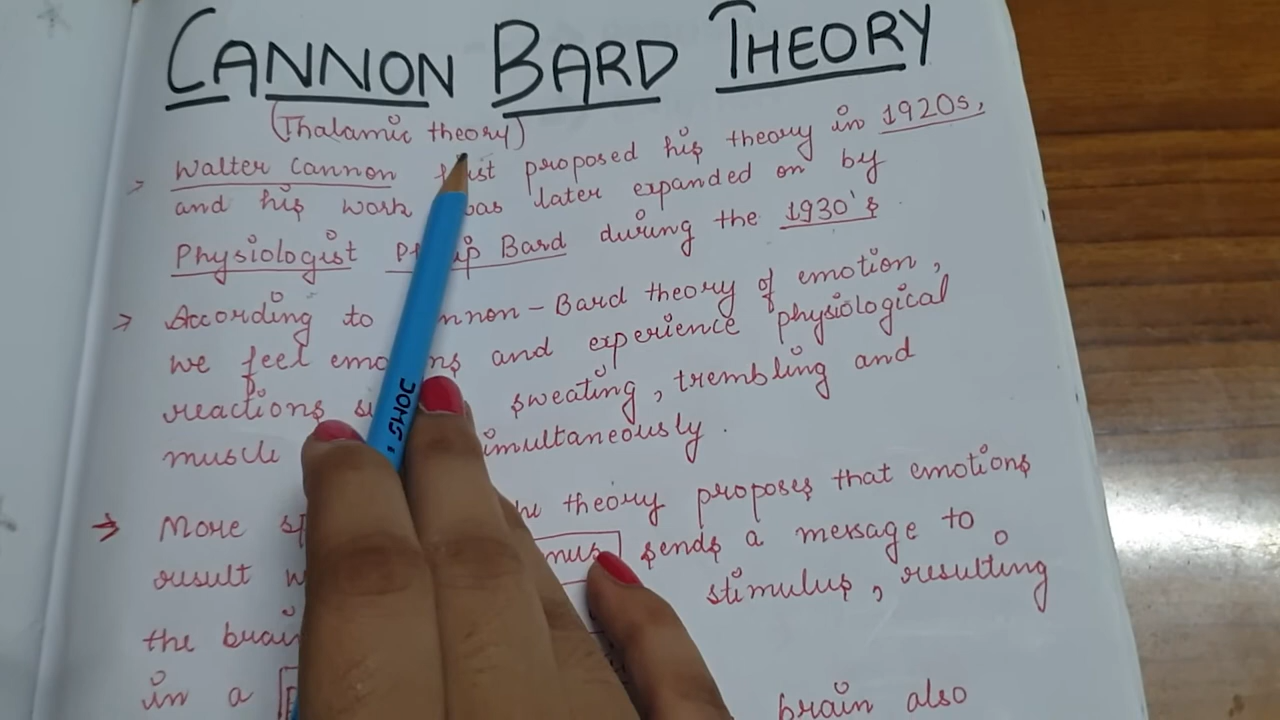 CANNON BARD THEORY
(Thalamic theory)
Walter Cannon proposed his theory in 1920s,
and his work was later expanded on by
Physiologist Bard during the 1930's
According to Cannon-Bard theory of emotion,
we feel and experience physiological
reactions sweating, trembling and
muscle simultaneously.
More theory proposes that emotions
result sends a message to
the brain stimulus, resulting
in a brain also
JOMS